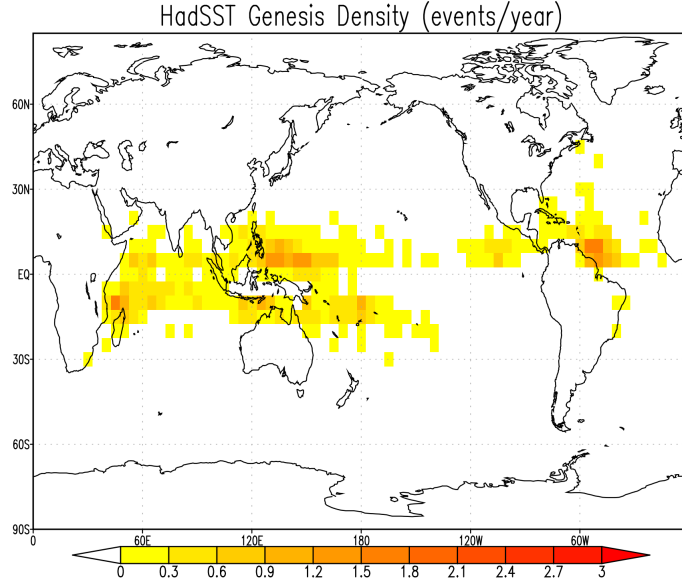 HadSST Genesis Density (events/year)
60N
30N
EQ
30S
60S
90S
0 60E 120E 180 120W 60W
0 0.3 0.6 0.9 1.2 1.5 1.8 2.1 2.4 2.7 3